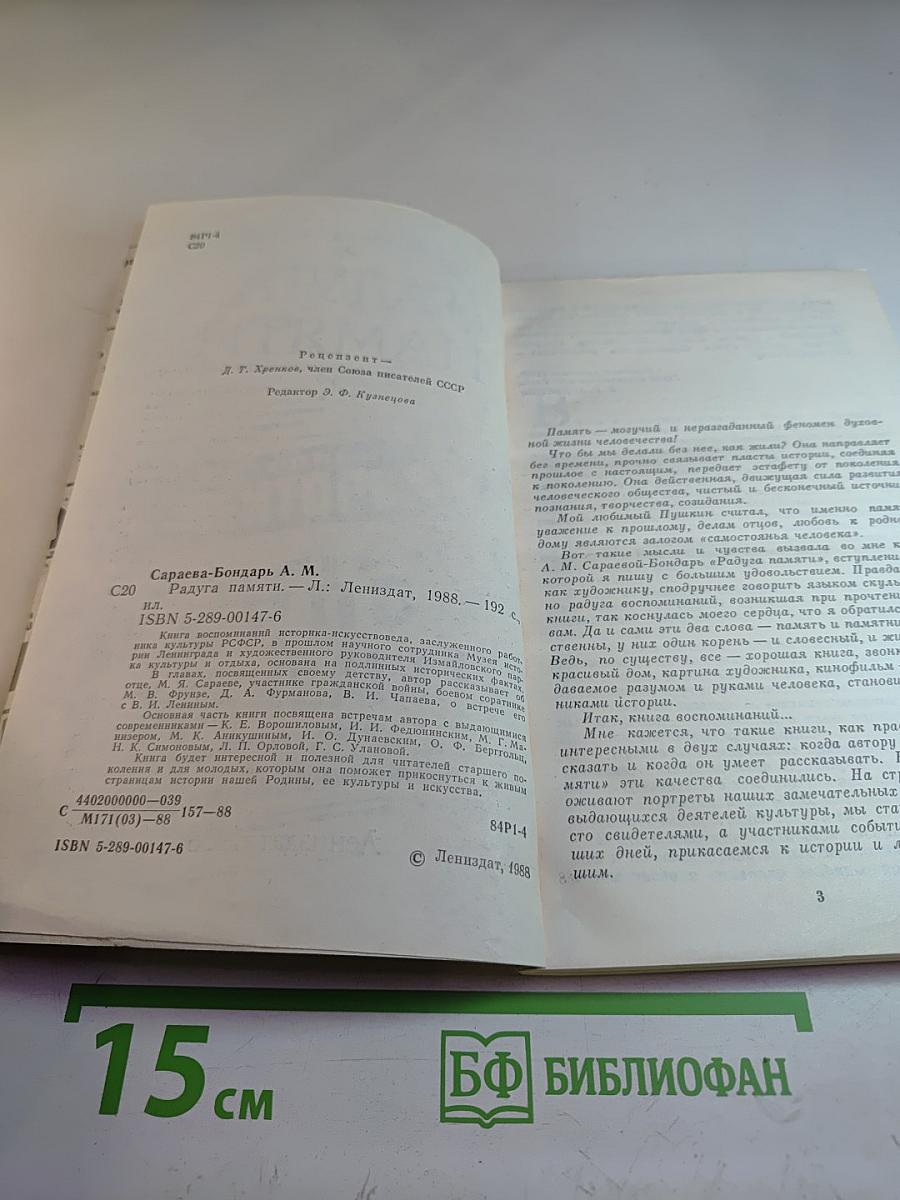 84Р1-4
С20
Рецензент —
Д. Т. Хренков, член Союза писателей СССР
Редактор Э. Ф. Кузнецова
Сараева-Бондарь А. М.
С20 Радуга памяти. — Л.: Лениздат, 1988. — 192 с.,
ил.
ISBN 5-289-00147-6
Книга воспоминаний историка-искусствоведа, заслуженного работ-
ника культуры РСФСР, в прошлом научного сотрудника Музея исто-
рии Ленинграда и художественного руководителя Измайловского пар-
ка культуры и отдыха, основана на подлинных исторических фактах.
В главах, посвященных своему детству, автор рассказывает об
отце, М. Я. Сараеве, участнике гражданской войны, боевом соратнике
М. В. Фрунзе, Д. А. Фурманова, В. И. Чапаева, о встрече его
с В. И. Лениным.
Основная часть книги посвящена встречам автора с выдающимися
современниками — К. Е. Ворошиловым, И. И. Федюнинским, М. Г. Ма-
низером, М. К. Аникушиным, И. О. Дунаевским, О. Ф. Берггольц,
Н. К. Симоновым, Л. П. Орловой, Г. С. Улановой.
Книга будет интересной и полезной для читателей старшего по-
коления и для молодых, которым она поможет прикоснуться к живым
страницам истории нашей Родины, ее культуры и искусства.
С 4402000000—039
М171(03)—88 157—88
84Р1-4
ISBN 5-289-00147-6
© Лениздат, 1988
Память — могучий и неразгаданный феномен духов-
ной жизни человечества!
Что бы мы делали без нее, как жили? Она направляет
бег времени, прочно связывает пласты истории, соединяя
прошлое с настоящим, передает эстафету от поколения
к поколению. Она действенная, движущая сила развития
человеческого общества, чистый и бесконечный источни
познания, творчества, созидания.
Мой любимый Пушкин считал, что именно памя
уважение к прошлому, делам отцов, любовь к родно
дому являются залогом «самостоянья человека».
Вот такие мысли и чувства вызвала во мне к
А. М. Сараевой-Бондарь «Радуга памяти», вступлени
которой я пишу с большим удовольствием. Правда
как художнику, сподручнее говорить языком скуль
но радуга воспоминаний, возникшая при прочтен
книги, так коснулась моего сердца, что я обратилс
вам. Да и сами эти два слова — память и памятни
ственны, у них один корень — и словесный, и жи
Ведь, по существу, все — хорошая книга, звонк
красивый дом, картина художника, кинофильм —
даваемое разумом и руками человека, станови
никами истории.
Итак, книга воспоминаний...
Мне кажется, что такие книги, как прав
интересными в двух случаях: когда автору
сказать и когда он умеет рассказывать.
мяти» эти качества соединились. На стр
оживают портреты наших замечательных
выдающихся деятелей культуры, мы ста
сто свидетелями, а участниками событи
ших дней, прикасаемся к истории и л
шим.
3
15 см
БФ БИБЛИОФАН